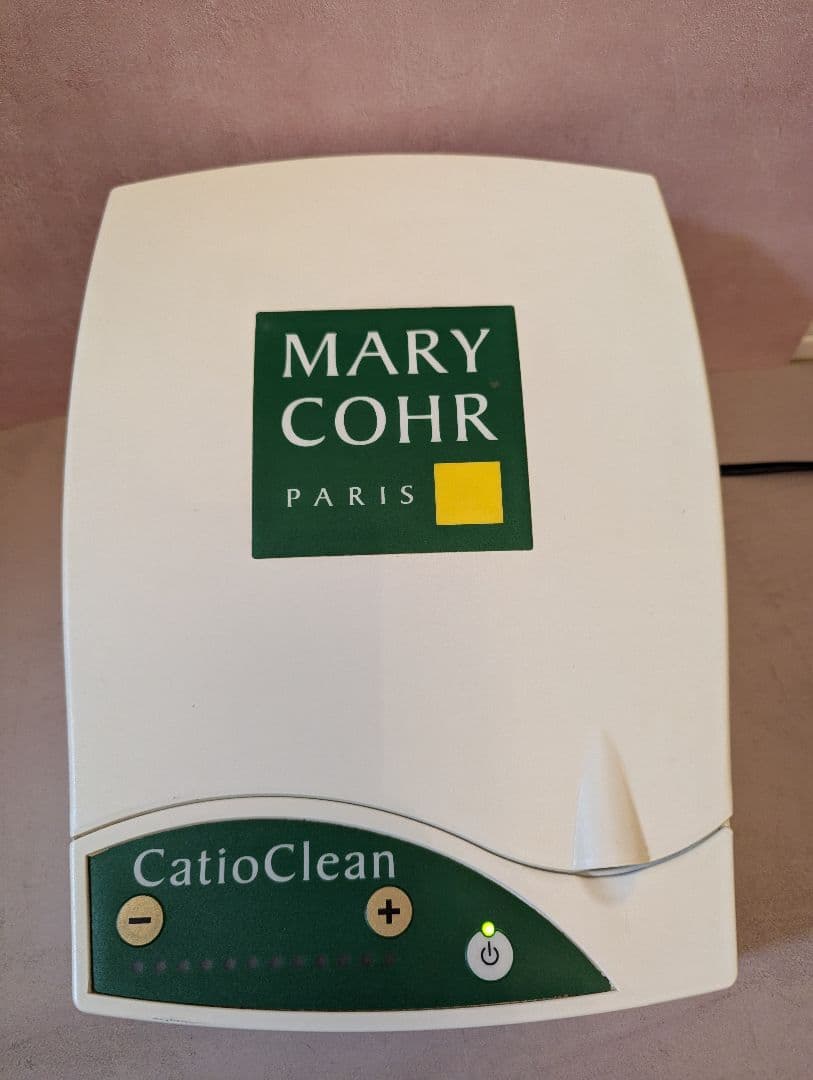 MARY
COHR
PARIS
CatioClean
- +